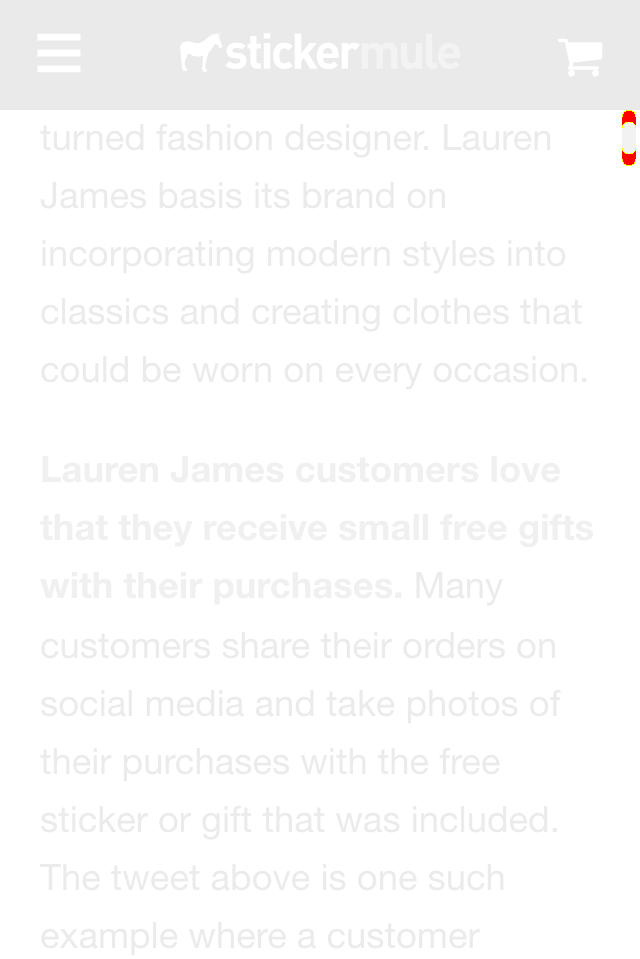 stickermule
turned fashion designer. Lauren
James basis its brand on
incorporating modern styles into
classics and creating clothes that
could be worn on every occasion.
Lauren James customers love
that they receive small free gifts
with their purchases. Many
customers share their orders on
social media and take photos of
their purchases with the free
sticker or gift that was included.
The tweet above is one such
example where a customer